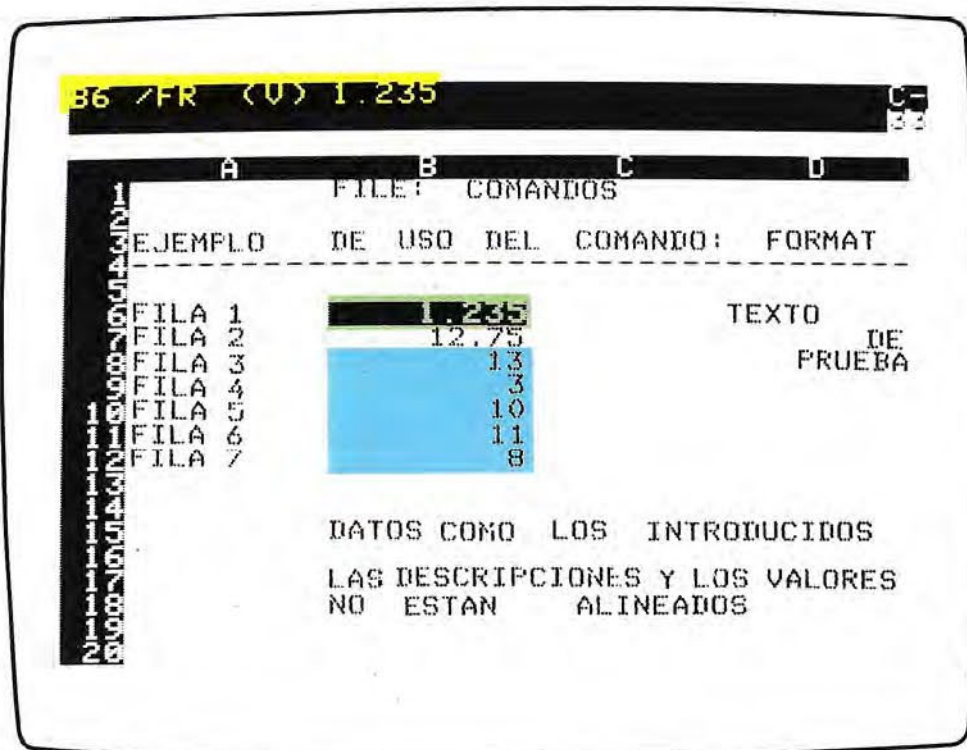 B6 /FR (V) 1.235 C-
33
A B C D
1 FILE: COMANDOS
2
3 EJEMPLO DE USO DEL COMANDO: FORMAT
4 --------------------------------
5
6 FILA 1 1.235 TEXTO
7 FILA 2 12.75 DE
8 FILA 3 13 PRUEBA
9 FILA 4 3
10 FILA 5 10
11 FILA 6 11
12 FILA 7 8
13
14
15 DATOS COMO LOS INTRODUCIDOS
16
17 LAS DESCRIPCIONES Y LOS VALORES
18 NO ESTAN ALINEADOS
19
20